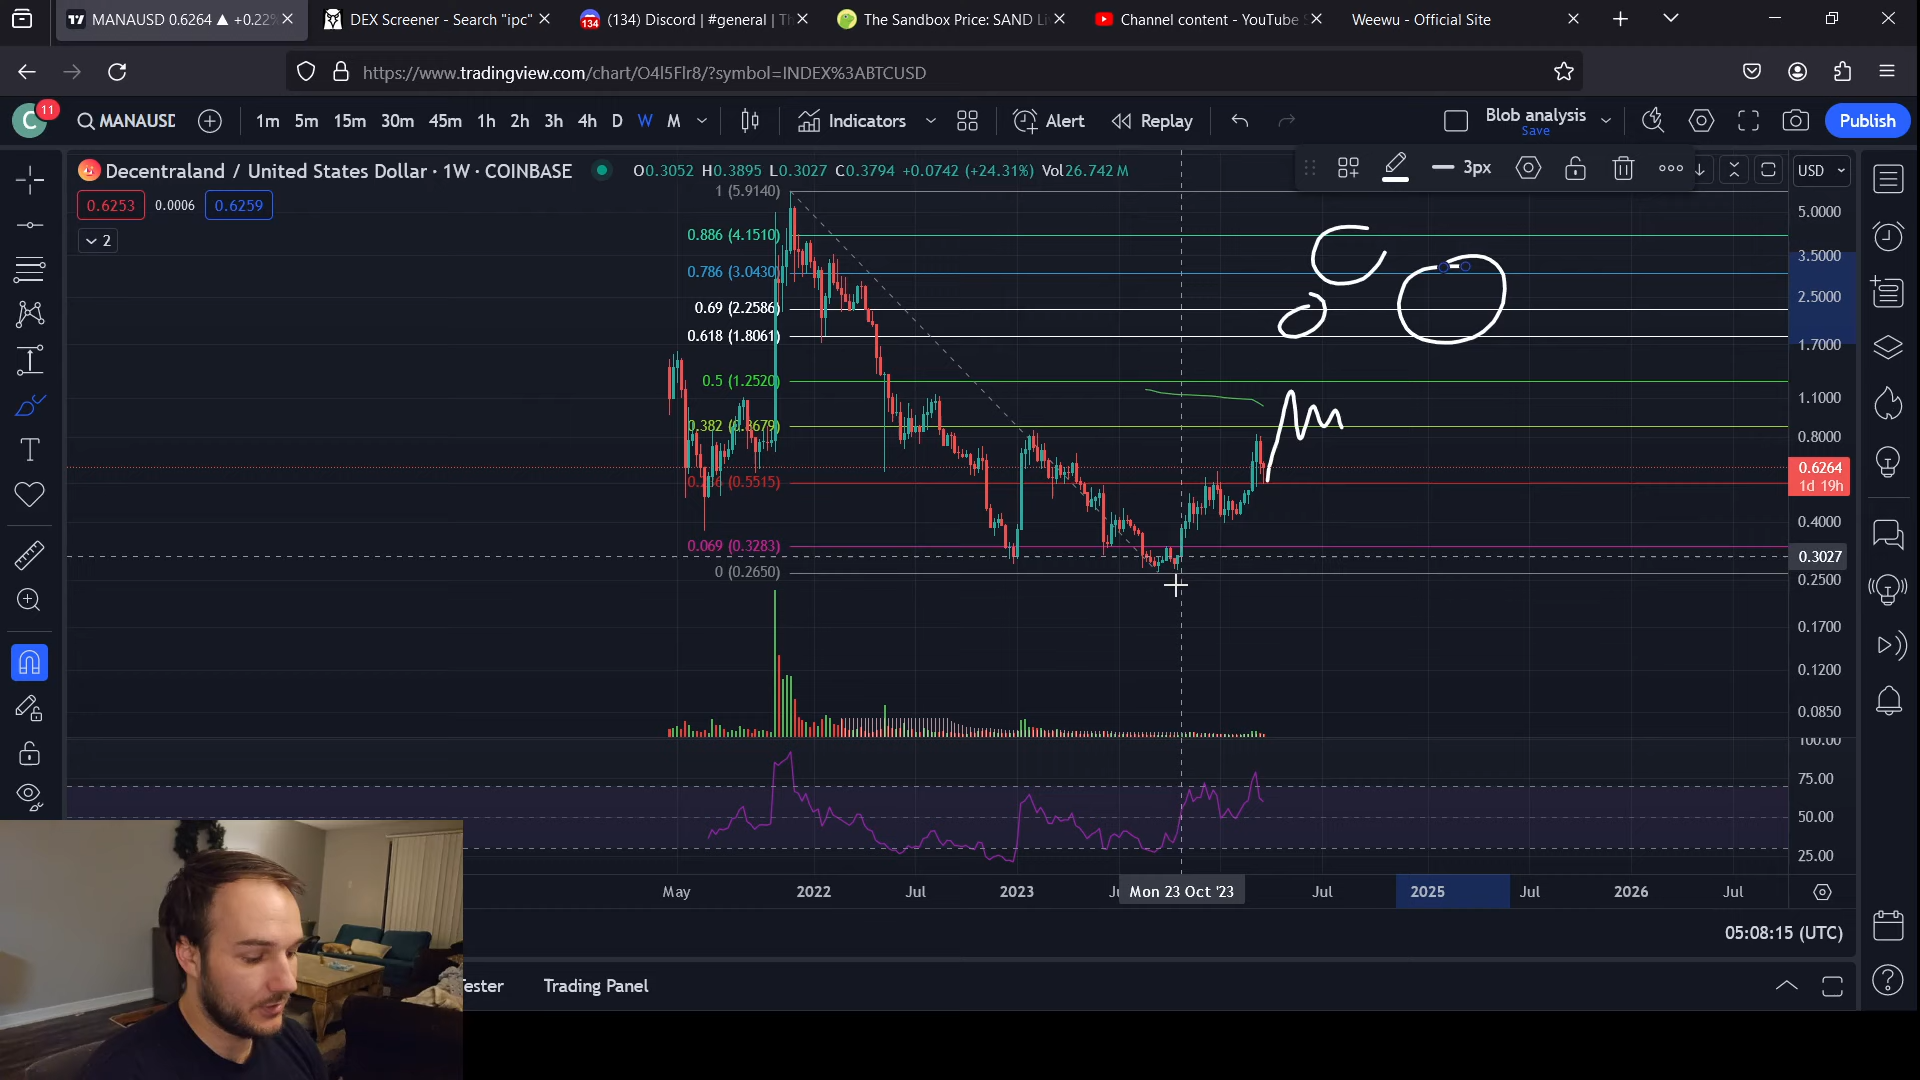 MANAUSD 0.6264 ▲ +0.22%
DEX Screener - Search "ipc"
(134) Discord | #general | Th
The Sandbox Price: SAND Li
Channel content - YouTube S
Weewu - Official Site
https://www.tradingview.com/chart/O4l5Flr8/?symbol=INDEX%3ABTCUSD
C 11
MANAUSD
1m 5m 15m 30m 45m 1h 2h 3h 4h D W M
Indicators
Alert
Replay
Blob analysis
Save
Publish
Decentraland / United States Dollar · 1W · COINBASE
O0.3052 H0.3895 L0.3027 C0.3794 +0.0742 (+24.31%) Vol26.742 M
3px
USD
0.6253 0.0006 0.6259
2
1 (5.9140)
0.886 (4.1510)
0.786 (3.0430)
0.69 (2.2586)
0.618 (1.8061)
0.5 (1.2520)
0.382 (0.8679)
0.236 (0.5515)
0.069 (0.3283)
0 (0.2650)
5.0000
3.5000
2.5000
1.7000
1.1000
0.8000
0.6264
1d 19h
0.4000
0.3027
0.2500
0.1700
0.1200
0.0850
100.00
75.00
50.00
25.00
May 2022 Jul 2023 Mon 23 Oct '23 Jul 2025 Jul 2026 Jul
05:08:15 (UTC)
Trading Panel